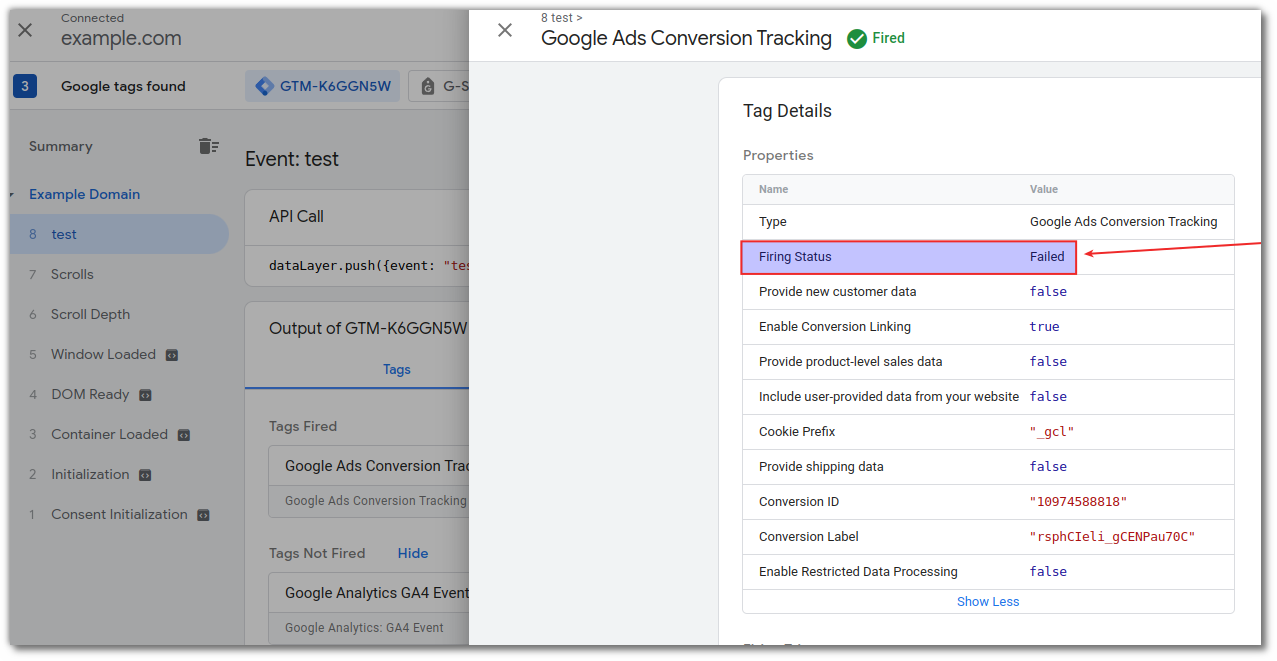 Connected
example.com
3
Google tags found
GTM-K6GGN5W
G-S
Summary
Example Domain
8 test
7 Scrolls
6 Scroll Depth
5 Window Loaded
4 DOM Ready
3 Container Loaded
2 Initialization
1 Consent Initialization
Event: test
API Call
dataLayer.push({event: "tes
Output of GTM-K6GGN5W
Tags
Tags Fired
Google Ads Conversion Trac
Google Ads Conversion Tracking
Tags Not Fired Hide
Google Analytics GA4 Event
Google Analytics: GA4 Event
8 test >
Google Ads Conversion Tracking Fired
Tag Details
Properties
Name Value
Type Google Ads Conversion Tracking
Firing Status Failed
Provide new customer data false
Enable Conversion Linking true
Provide product-level sales data false
Include user-provided data from your website false
Cookie Prefix "_gcl"
Provide shipping data false
Conversion ID "10974588818"
Conversion Label "rsphCIeli_gCENPau70C"
Enable Restricted Data Processing false
Show Less